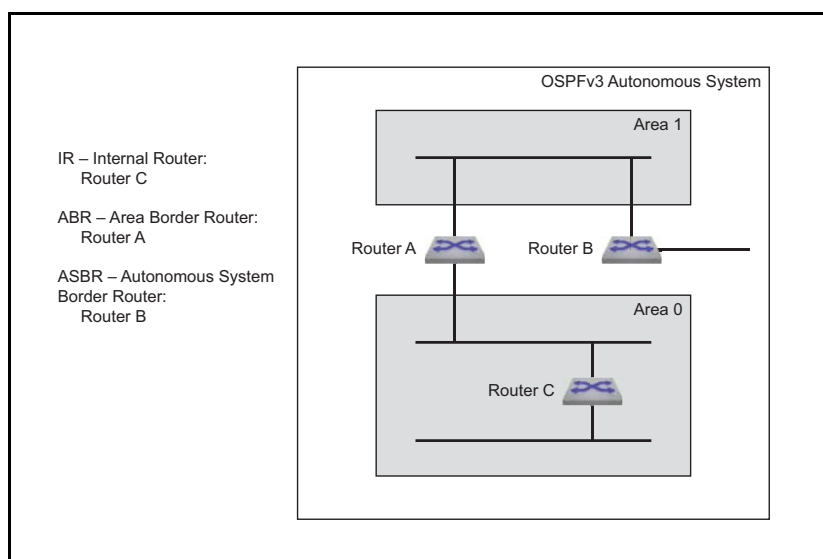 OSPFv3 Autonomous System
Area 1
IR – Internal Router:
Router C
ABR – Area Border Router:
Router A
ASBR – Autonomous System
Border Router:
Router B
Router A
Router B
Area 0
Router C